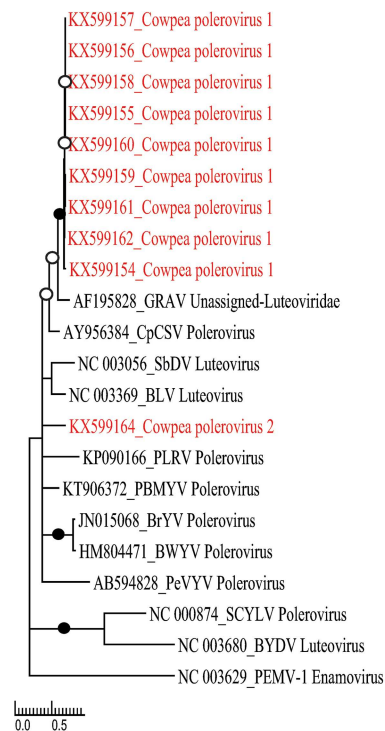 KX599157_Cowpea polerovirus 1
KX599156_Cowpea polerovirus 1
KX599158_Cowpea polerovirus 1
KX599155_Cowpea polerovirus 1
KX599160_Cowpea polerovirus 1
KX599159_Cowpea polerovirus 1
KX599161_Cowpea polerovirus 1
KX599162_Cowpea polerovirus 1
KX599154_Cowpea polerovirus 1
AF195828_GRAV Unassigned-Luteoviridae
AY956384_CpCSV Polerovirus
NC 003056_SbDV Luteovirus
NC 003369_BLV Luteovirus
KX599164_Cowpea polerovirus 2
KP090166_PLRV Polerovirus
KT906372_PBMYV Polerovirus
JN015068_BrYV Polerovirus
HM804471_BWYV Polerovirus
AB594828_PeVYV Polerovirus
NC 000874_SCYLV Polerovirus
NC 003680_BYDV Luteovirus
NC 003629_PEMV-1 Enamovirus
0.0 0.5